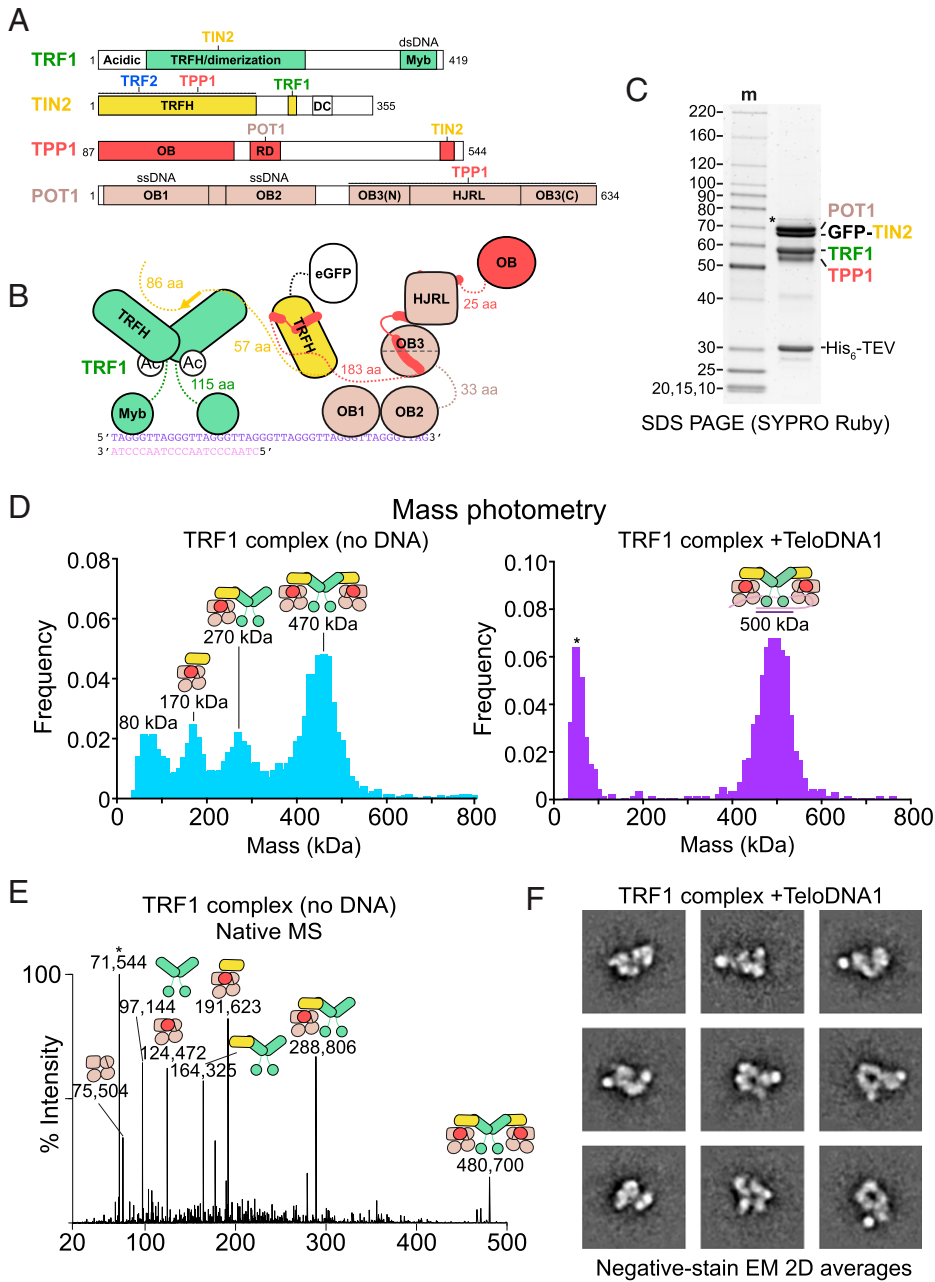 A
TIN2
dsDNA
TRF1 1 Acidic TRFH/dimerization Myb 419
TRF2 TPP1 TRF1
TIN2 1 TRFH DC 355
POT1 TIN2
TPP1 87 OB RD 544
ssDNA ssDNA TPP1
POT1 1 OB1 OB2 OB3(N) HJRL OB3(C) 634
B
86 aa
eGFP
OB
TRFH
HJRL
25 aa
TRFH
OB3
57 aa
TRF1
Ac Ac
183 aa
115 aa
33 aa
Myb
OB1 OB2
5′TAGGGTTAGGGTTAGGGTTAGGGTTAGGGTTAGGGTTAGGGTTAG3′
3′ATCCCAATCCCAATCCCAATC5′
C
m
220
160
120
100
90
80
70
60
50
40
30
25
20,15,10
*
POT1
GFP-TIN2
TRF1
TPP1
His6-TEV
SDS PAGE (SYPRO Ruby)
D
Mass photometry
TRF1 complex (no DNA)
0.08
0.06
0.04
0.02
0
Frequency
80 kDa
170 kDa
270 kDa
470 kDa
0 200 400 600 800
Mass (kDa)
TRF1 complex +TeloDNA1
0.10
0.08
0.06
0.04
0.02
0
Frequency
*
500 kDa
0 200 400 600 800
Mass (kDa)
E
TRF1 complex (no DNA)
Native MS
100
% Intensity
*
71,544
97,144
191,623
124,472
288,806
164,325
75,504
480,700
20 100 200 300 400 500
F
TRF1 complex +TeloDNA1
Negative-stain EM 2D averages